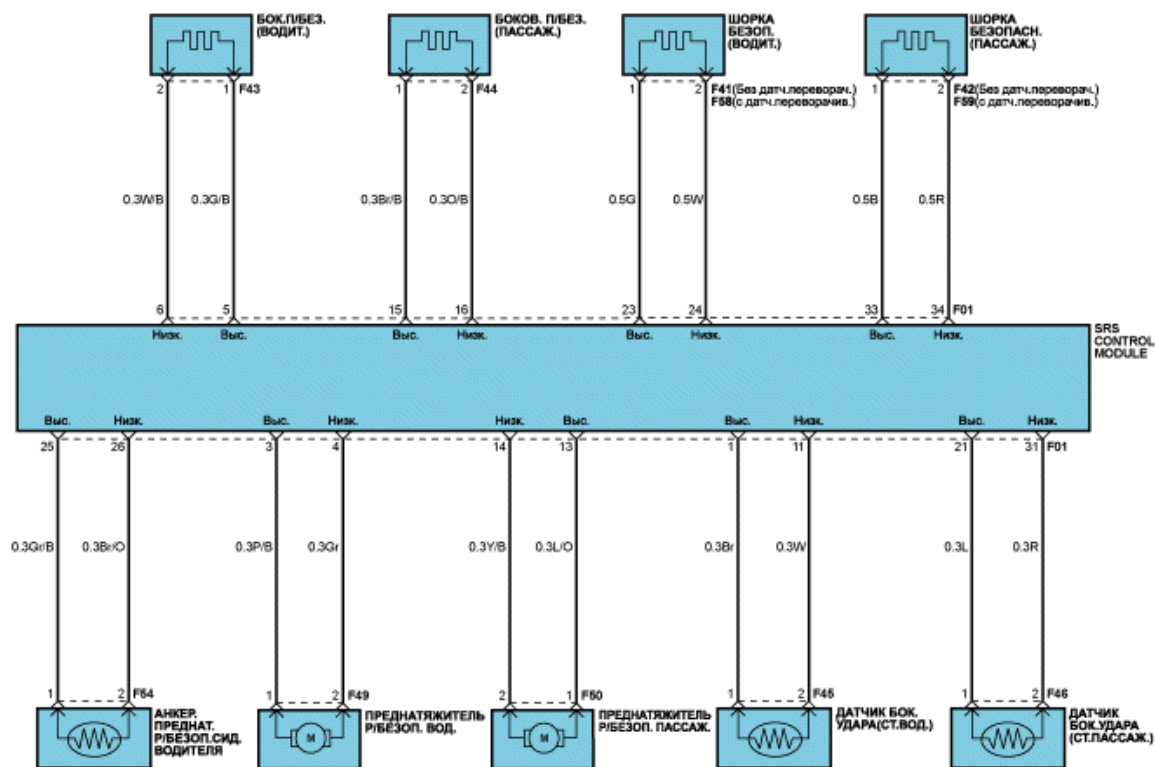 БОК.П/БЕЗ.
(ВОДИТ.)
БОКОВ. П/БЕЗ.
(ПАССАЖ.)
ШОРКА
БЕЗОП.
(ВОДИТ.)
ШОРКА
БЕЗОПАСН.
(ПАССАЖ.)
2 1 F43
1 2 F44
1 2 F41(Без датч.переворач.)
F58(с датч.переворачив.)
1 2 F42(Без датч.переворач.)
F59(с датч.переворачив.)
0.3W/B 0.3G/B 0.3Br/B 0.3O/B 0.5G 0.5W 0.5B 0.5R
6 5 15 16 23 24 33 34 F01
Низк. Выс. Выс. Низк. Выс. Низк. Выс. Низк.
SRS
CONTROL
MODULE
Выс. Низк. Выс. Низк. Низк. Выс. Выс. Низк. Выс. Низк.
25 26 3 4 14 13 1 11 21 31 F01
0.3Gr/B 0.3Br/O 0.3P/B 0.3Gr 0.3Y/B 0.3L/O 0.3Br 0.3W 0.3L 0.3R
1 2 F54 1 2 F49 2 1 F50 1 2 F45 1 2 F46
АНКЕР.
ПРЕДНАТ.
Р/БЕЗОП.СИД.
ВОДИТЕЛЯ
M
ПРЕДНАТЯЖИТЕЛЬ
Р/БЕЗОП. ВОД.
M
ПРЕДНАТЯЖИТЕЛЬ
Р/БЕЗОП. ПАССАЖ.
ДАТЧИК БОК.
УДАРА(СТ.ВОД.)
ДАТЧИК
БОК.УДАРА
(СТ.ПАССАЖ.)